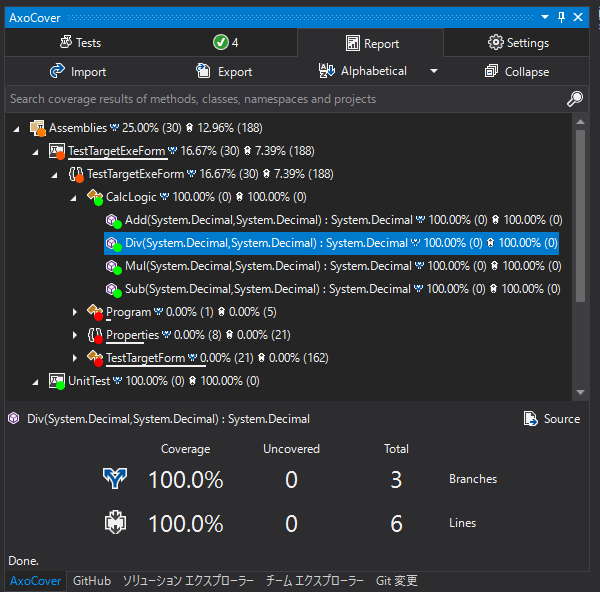 AxoCover
Tests
4
Report
Settings
Import
Export
Alphabetical
Collapse
Search coverage results of methods, classes, namespaces and projects
Assemblies 25.00% (30) 12.96% (188)
TestTargetExeForm 16.67% (30) 7.39% (188)
TestTargetExeForm 16.67% (30) 7.39% (188)
CalcLogic 100.00% (0) 100.00% (0)
Add(System.Decimal,System.Decimal) : System.Decimal 100.00% (0) 100.00% (0)
Div(System.Decimal,System.Decimal) : System.Decimal 100.00% (0) 100.00% (0)
Mul(System.Decimal,System.Decimal) : System.Decimal 100.00% (0) 100.00% (0)
Sub(System.Decimal,System.Decimal) : System.Decimal 100.00% (0) 100.00% (0)
Program 0.00% (1) 0.00% (5)
Properties 0.00% (8) 0.00% (21)
TestTargetForm 0.00% (21) 0.00% (162)
UnitTest 100.00% (0) 100.00% (0)
Div(System.Decimal,System.Decimal) : System.Decimal
Source
Coverage Uncovered Total
100.0% 0 3 Branches
100.0% 0 6 Lines
Done.
AxoCover GitHub ソリューション エクスプローラー チーム エクスプローラー Git 変更